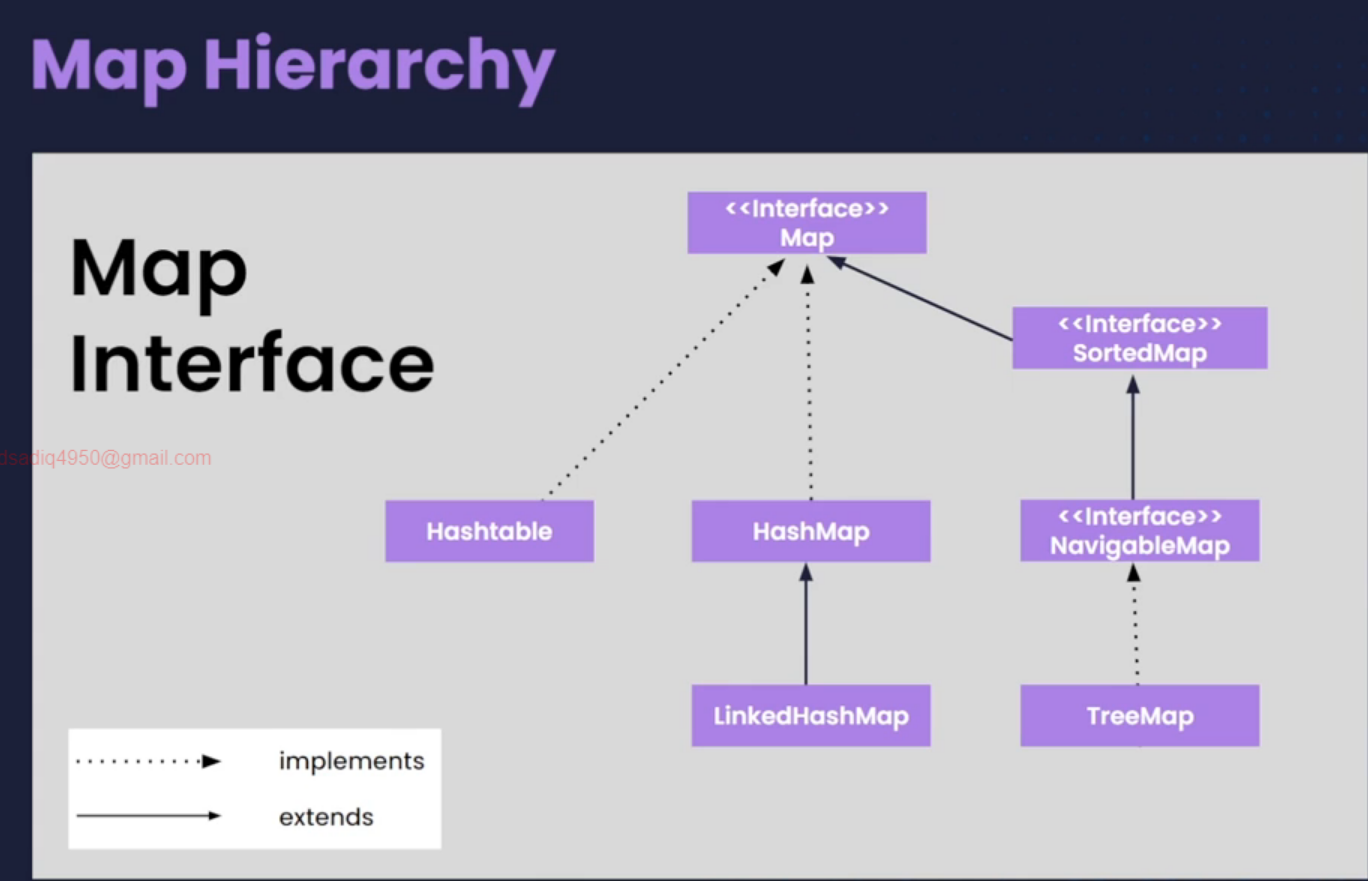 Map Hierarchy
Map
Interface
<<Interface>>
Map
<<Interface>>
SortedMap
dsadiq4950@gmail.com
Hashtable
HashMap
<<Interface>>
NavigableMap
LinkedHashMap
TreeMap
implements
extends